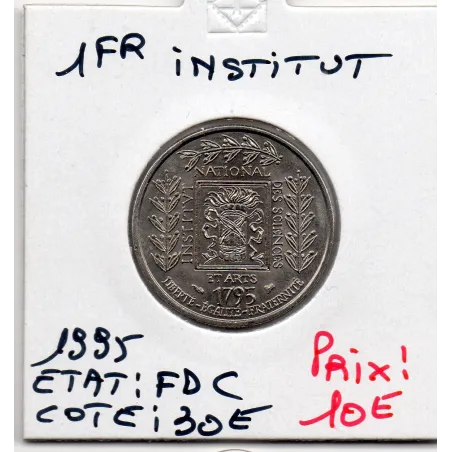 1FR INSTITUT
NATIONAL
INSTITUT
DES SCIENCES
ET ARTS
1795
LIBERTE-EGALITE-FRATERNITE
1995
ETAT: FDC
COTE: 30E
PRIX:
10E